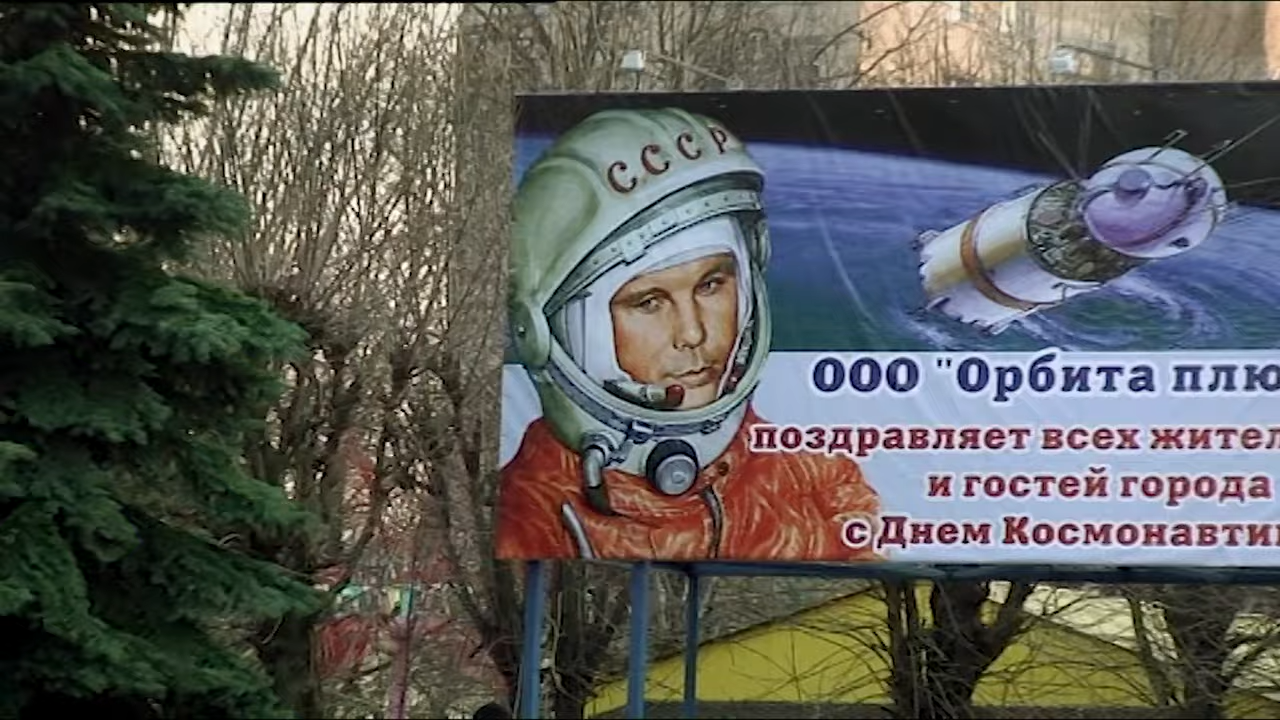 СССР
ООО "Орбита плю
поздравляет всех жител
и гостей города
с Днем Космонавти